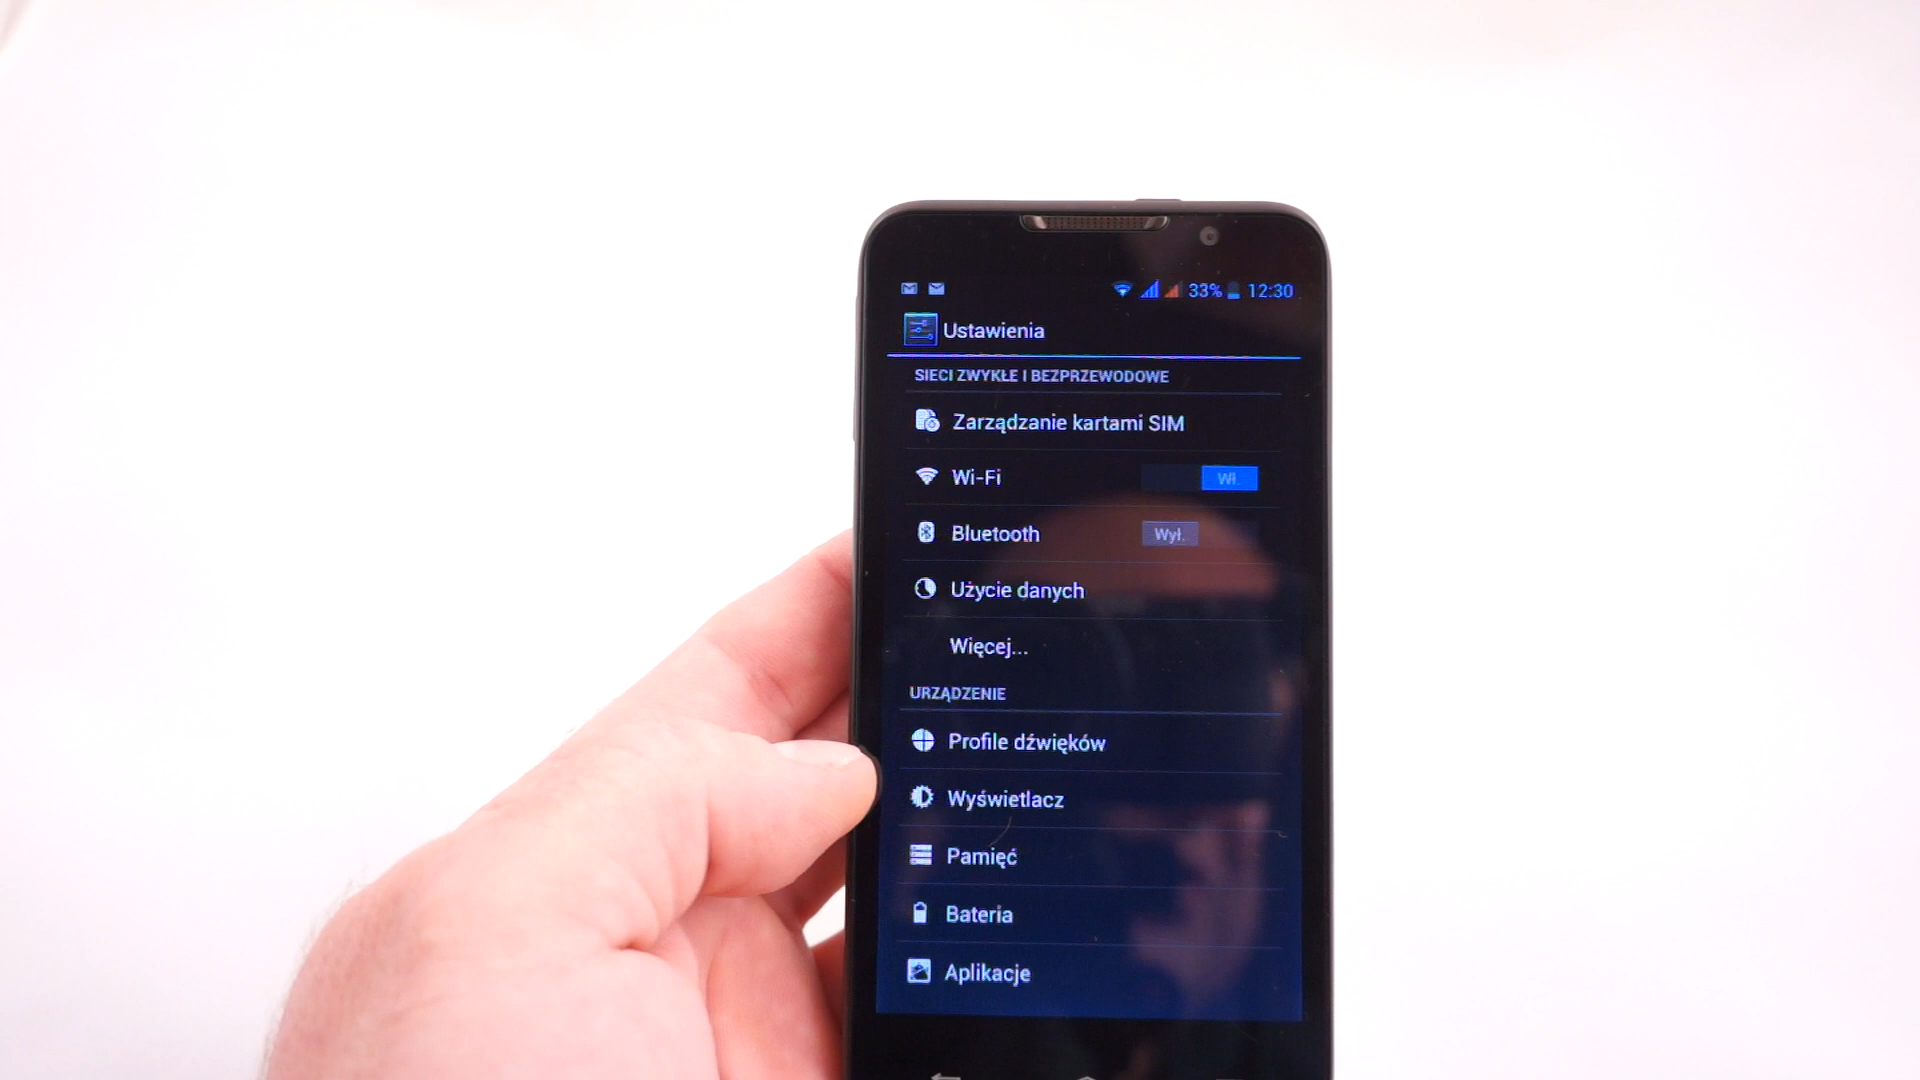 33% 12:30
Ustawienia
SIECI ZWYKŁE I BEZPRZEWODOWE
Zarządzanie kartami SIM
Wi-Fi Wł.
Bluetooth Wył.
Użycie danych
Więcej...
URZĄDZENIE
Profile dźwięków
Wyświetlacz
Pamięć
Bateria
Aplikacje